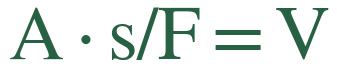 A · s/F = V